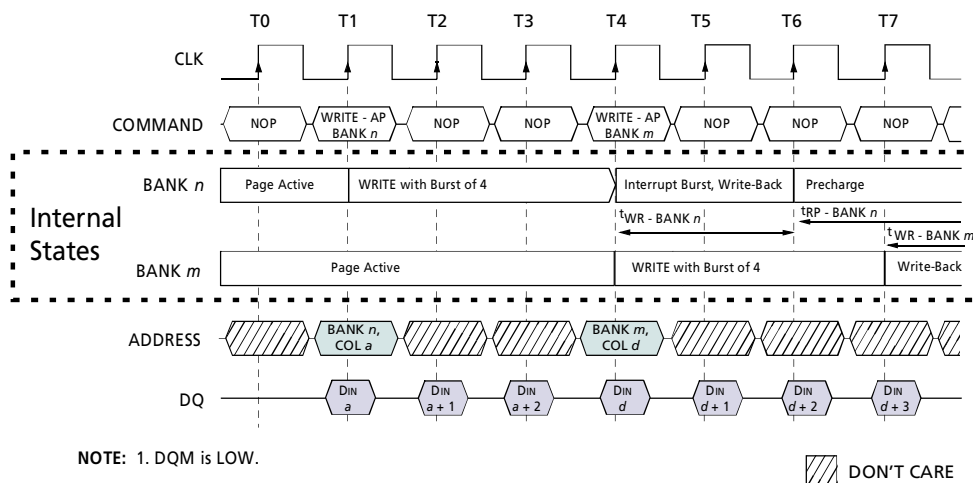 T0 T1 T2 T3 T4 T5 T6 T7
CLK
COMMAND NOP WRITE - AP BANK n NOP NOP WRITE - AP BANK m NOP NOP NOP
Internal States
BANK n Page Active WRITE with Burst of 4 Interrupt Burst, Write-Back Precharge
tWR - BANK n tRP - BANK n
tWR - BANK m
BANK m Page Active WRITE with Burst of 4 Write-Back
ADDRESS BANK n, COL a BANK m, COL d
DQ DIN a DIN a + 1 DIN a + 2 DIN d DIN d + 1 DIN d + 2 DIN d + 3
NOTE: 1. DQM is LOW.
DON'T CARE